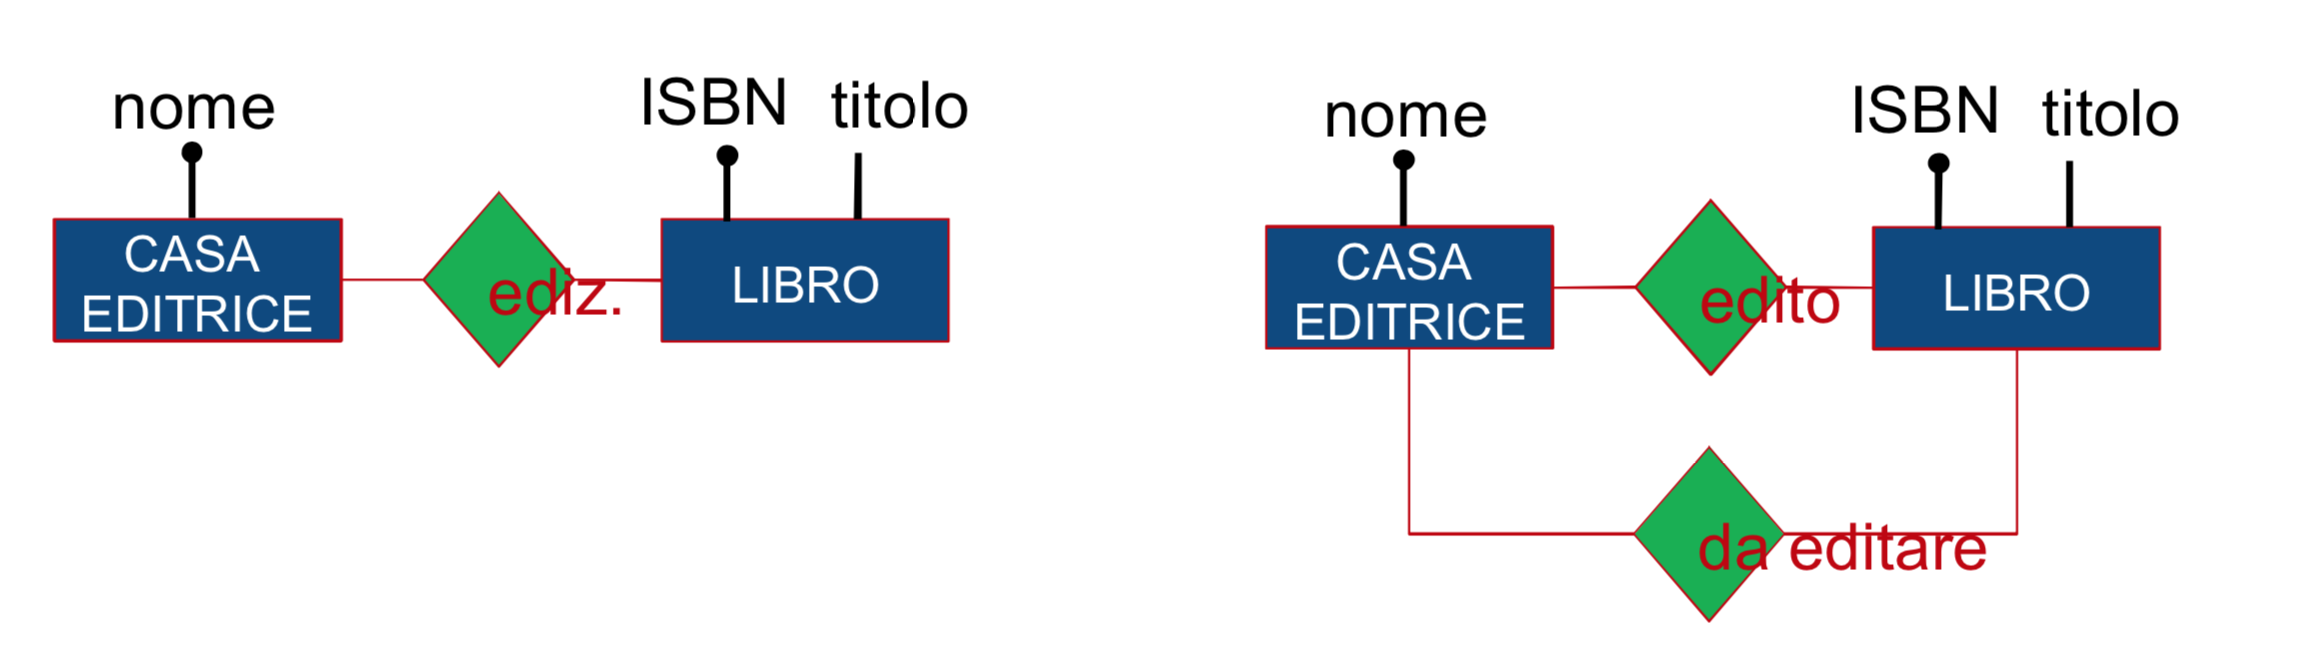 nome
ISBN titolo
CASA
EDITRICE
ediz.
LIBRO
nome
ISBN titolo
CASA
EDITRICE
edito
LIBRO
da editare